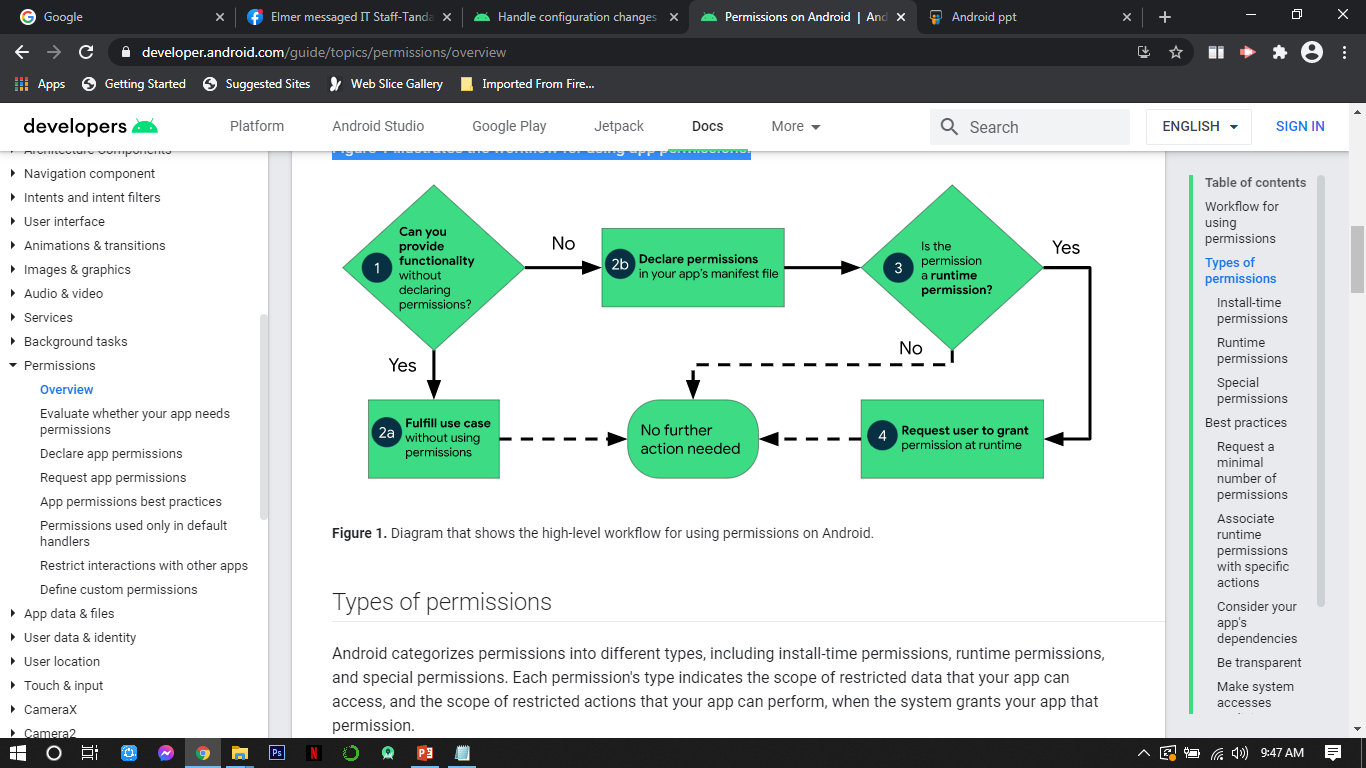 Google
Elmer messaged IT Staff-Tanda
Handle configuration changes
Permissions on Android | And
Android ppt
developer.android.com/guide/topics/permissions/overview
Apps
Getting Started
Suggested Sites
Web Slice Gallery
Imported From Fire...
developers
Platform
Android Studio
Google Play
Jetpack
Docs
More
Search
ENGLISH
SIGN IN
Architecture Components
Navigation component
Intents and intent filters
User interface
Animations & transitions
Images & graphics
Audio & video
Services
Background tasks
Permissions
Overview
Evaluate whether your app needs
permissions
Declare app permissions
Request app permissions
App permissions best practices
Permissions used only in default
handlers
Restrict interactions with other apps
Define custom permissions
App data & files
User data & identity
User location
Touch & input
CameraX
Camera2
Figure 1 illustrates the workflow for using app permissions.
1
Can you
provide
functionality
without
declaring
permissions?
No
2b
Declare permissions
in your app's manifest file
3
Is the
permission
a runtime
permission?
Yes
Yes
No
2a
Fulfill use case
without using
permissions
No further
action needed
4
Request user to grant
permission at runtime
Figure 1. Diagram that shows the high-level workflow for using permissions on Android.
Types of permissions
Android categorizes permissions into different types, including install-time permissions, runtime permissions,
and special permissions. Each permission's type indicates the scope of restricted data that your app can
access, and the scope of restricted actions that your app can perform, when the system grants your app that
permission.
Table of contents
Workflow for
using
permissions
Types of
permissions
Install-time
permissions
Runtime
permissions
Special
permissions
Best practices
Request a
minimal
number of
permissions
Associate
runtime
permissions
with specific
actions
Consider your
app's
dependencies
Be transparent
Make system
accesses
Ps
N
P
9:47 AM